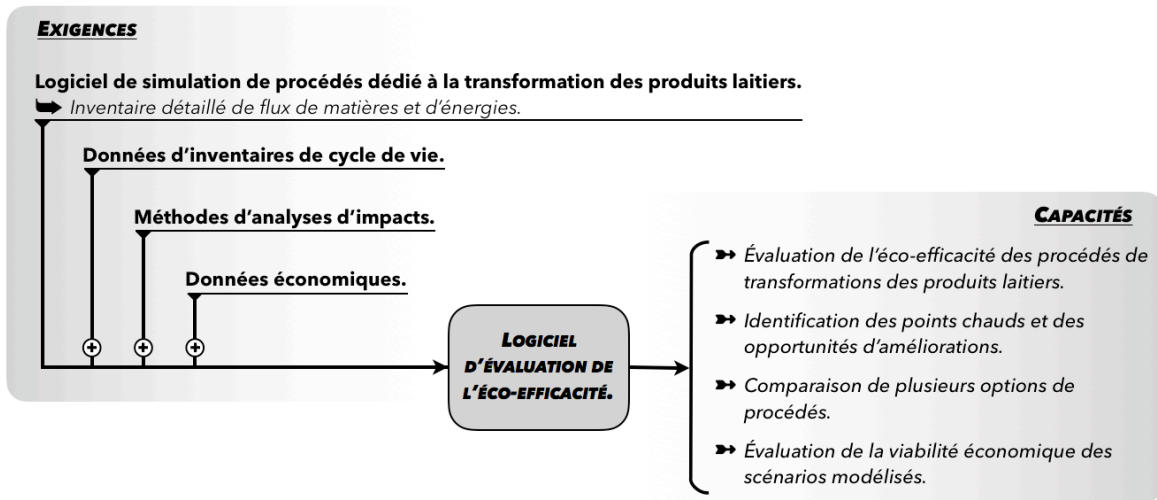 EXIGENCES
Logiciel de simulation de procédés dédié à la transformation des produits laitiers.
Inventaire détaillé de flux de matières et d'énergies.
Données d'inventaires de cycle de vie.
Méthodes d'analyses d'impacts.
Données économiques.
LOGICIEL
D'ÉVALUATION DE
L'ÉCO-EFFICACITÉ.
CAPACITÉS
Évaluation de l'éco-efficacité des procédés de
transformations des produits laitiers.
Identification des points chauds et des
opportunités d'améliorations.
Comparaison de plusieurs options de
procédés.
Évaluation de la viabilité économique des
scénarios modélisés.